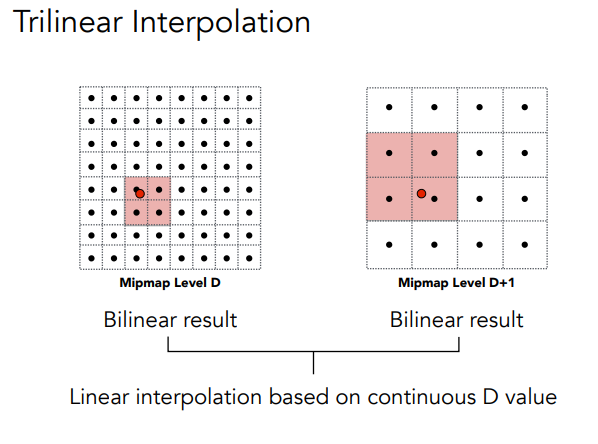 Trilinear Interpolation
Mipmap Level D
Mipmap Level D+1
Bilinear result
Bilinear result
Linear interpolation based on continuous D value